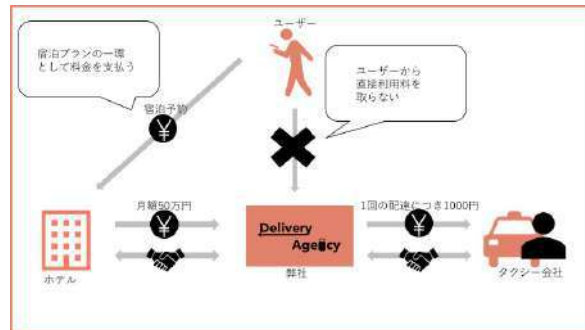 ユーザー
宿泊プランの一環
として料金を支払う
ユーザーから
直接利用料を
取らない
宿泊予約
¥
月額50万円
1回の配達につき1000円
¥
¥
Delivery
Agency
ホテル
弊社
タクシー会社